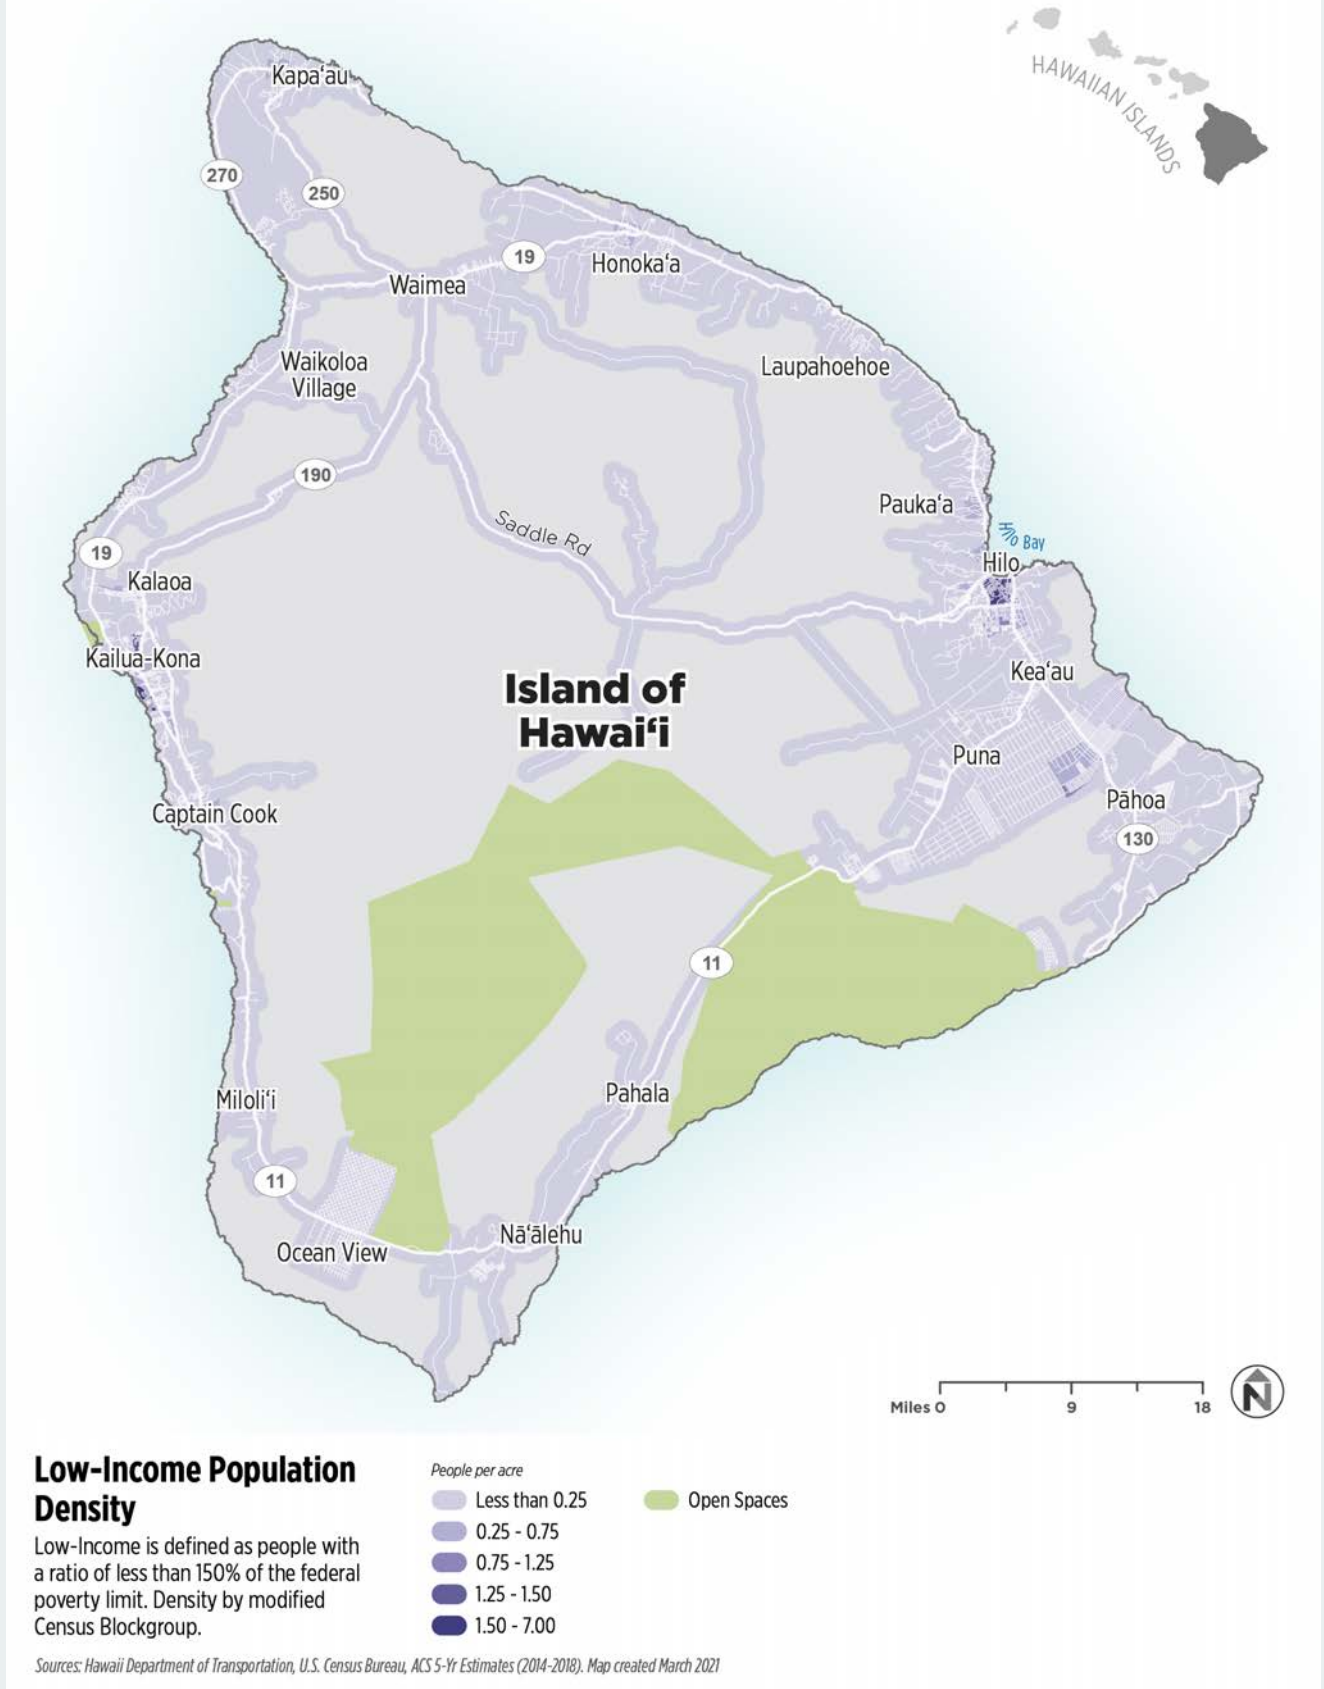 Kapa‘au
HAWAIIAN ISLANDS
270
250
19
Honoka‘a
Waimea
Waikoloa
Village
Laupahoehoe
190
Pauka‘a
Saddle Rd
Hilo Bay
19
Hilo
Kalaoa
Kailua-Kona
Kea‘au
Island of
Hawai‘i
Puna
Pāhoa
Captain Cook
130
11
Pahala
Miloli‘i
11
Nā‘ālehu
Ocean View
Miles 0 9 18
N
Low-Income Population
Density
Low-Income is defined as people with
a ratio of less than 150% of the federal
poverty limit. Density by modified
Census Blockgroup.
People per acre
Less than 0.25
0.25 - 0.75
0.75 - 1.25
1.25 - 1.50
1.50 - 7.00
Open Spaces
Sources: Hawaii Department of Transportation, U.S. Census Bureau, ACS 5-Yr Estimates (2014-2018). Map created March 2021